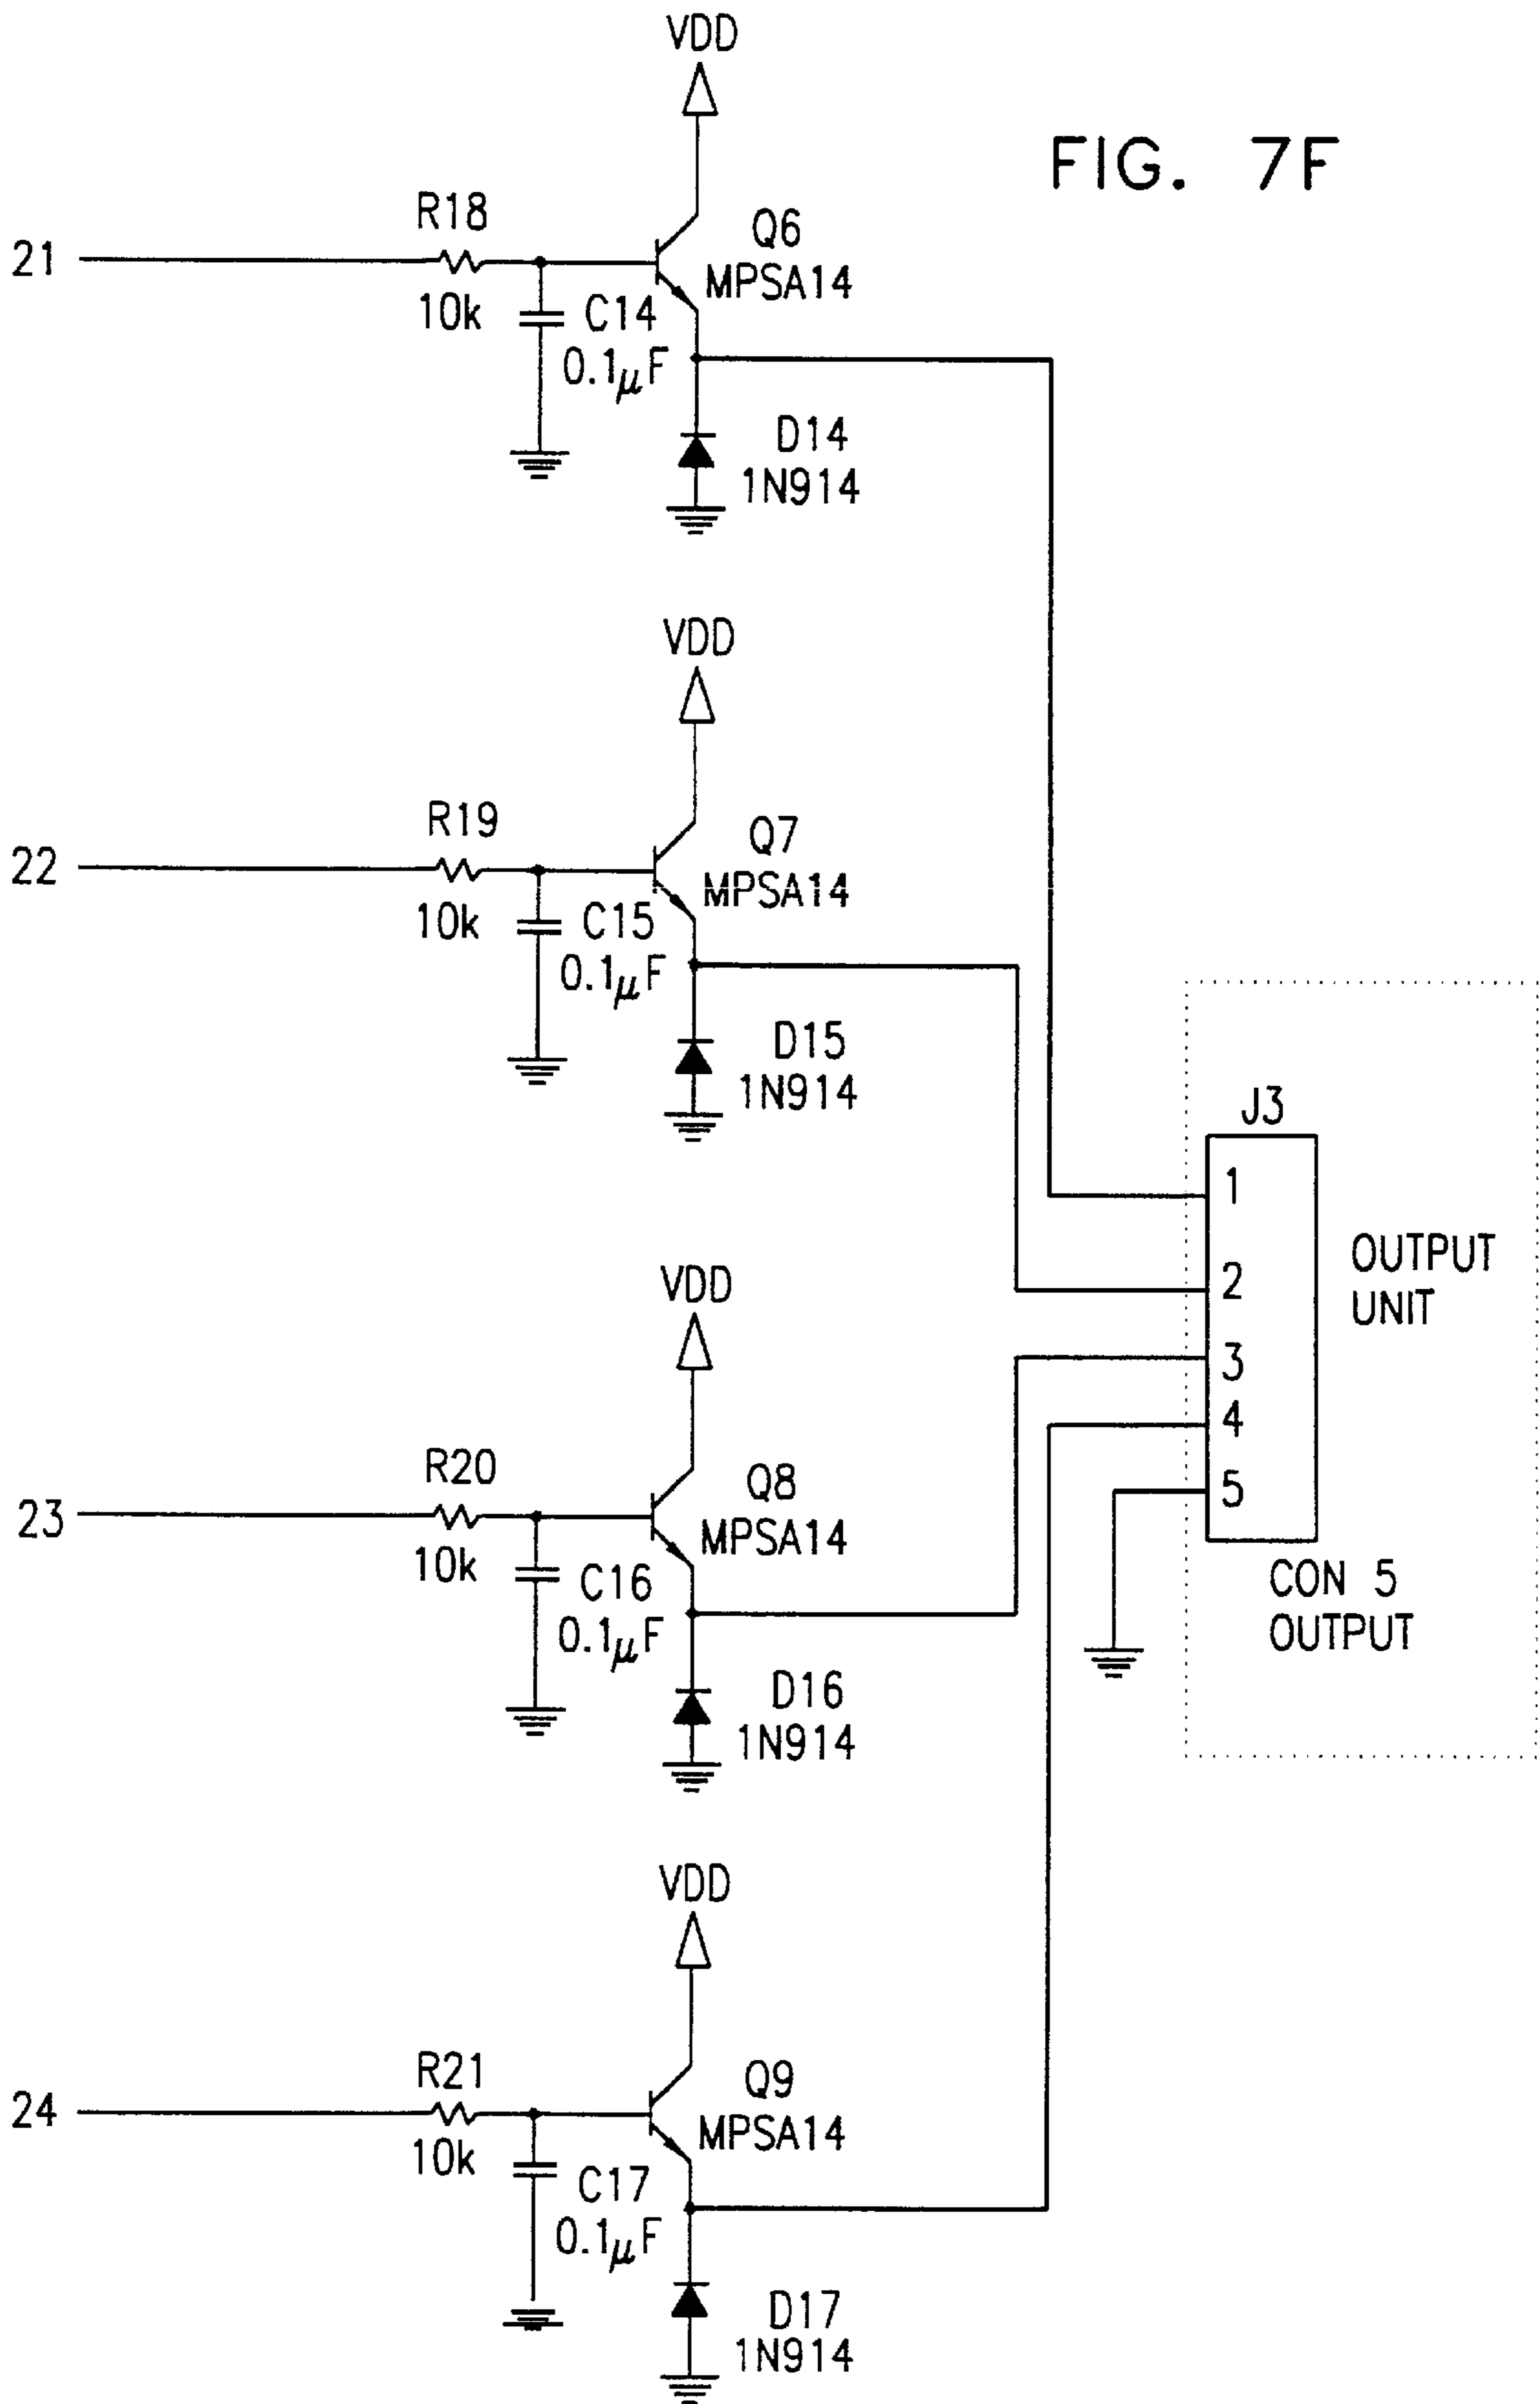 VDD
FIG. 7F
R18
Q6
21
MPSA14
10k
C14
0.1μF
D14
1N914
VDD
R19
Q7
22
MPSA14
10k
C15
0.1μF
D15
1N914
J3
1
OUTPUT
UNIT
2
VDD
3
4
R20
Q8
5
23
MPSA14
10k
C16
0.1μF
CON 5
OUTPUT
D16
1N914
VDD
R21
Q9
24
MPSA14
10k
C17
0.1μF
D17
1N914